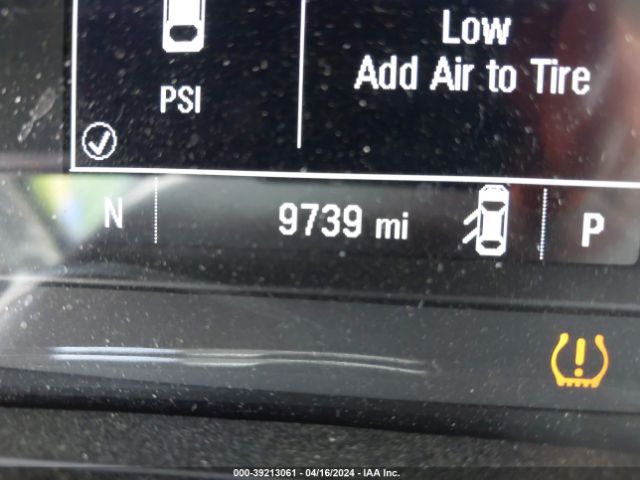 Low
Add Air to Tire
PSI
N
9739 mi
P
000-39213061 - 04/16/2024 - IAA Inc.